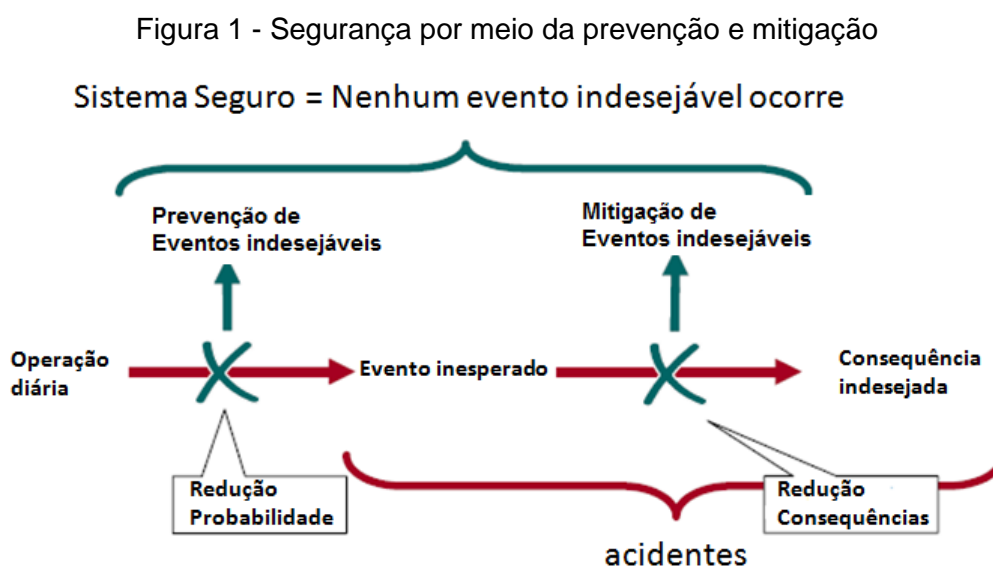 Figura 1 - Segurança por meio da prevenção e mitigação
Sistema Seguro = Nenhum evento indesejável ocorre
Prevenção de
Eventos indesejáveis
Mitigação de
Eventos indesejáveis
Operação
diária
Evento inesperado
Consequência
indesejada
Redução
Probabilidade
Redução
Consequências
acidentes